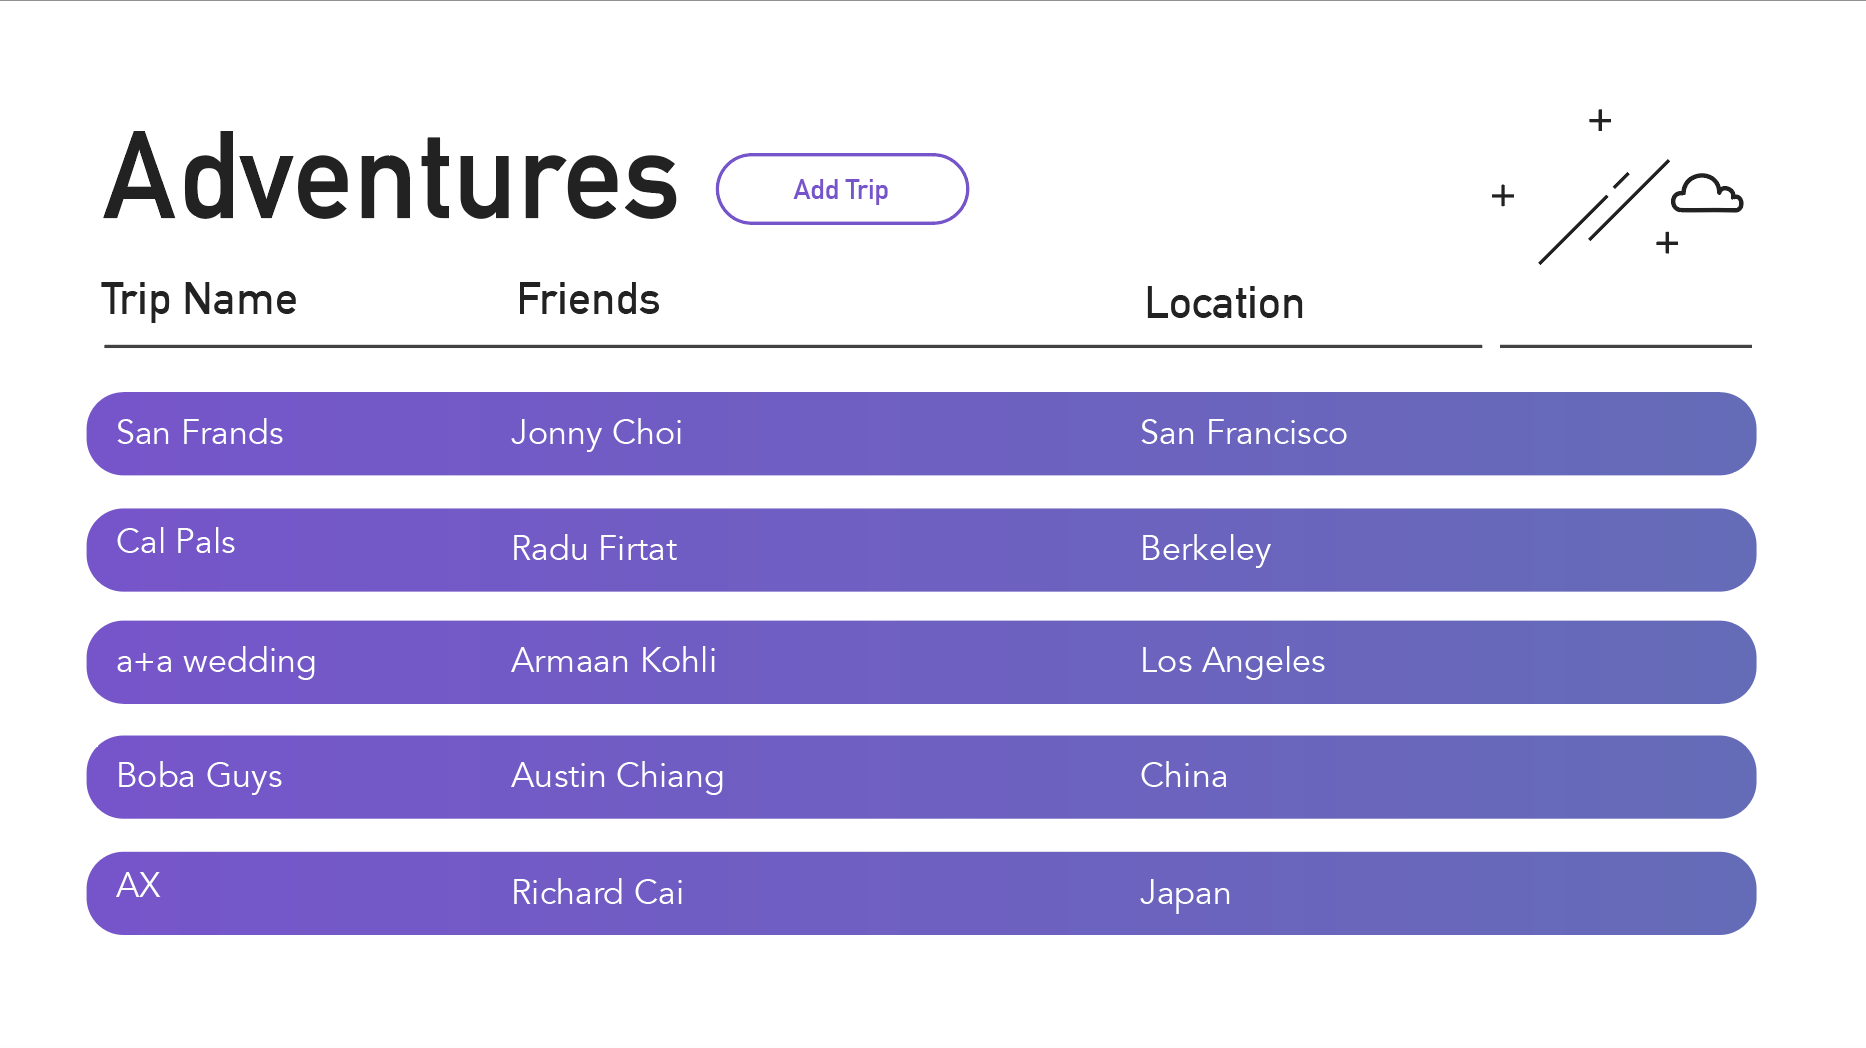 Adventures
Add Trip
Trip Name Friends Location
San Frands Jonny Choi San Francisco
Cal Pals Radu Firtat Berkeley
a+a wedding Armaan Kohli Los Angeles
Boba Guys Austin Chiang China
AX Richard Cai Japan